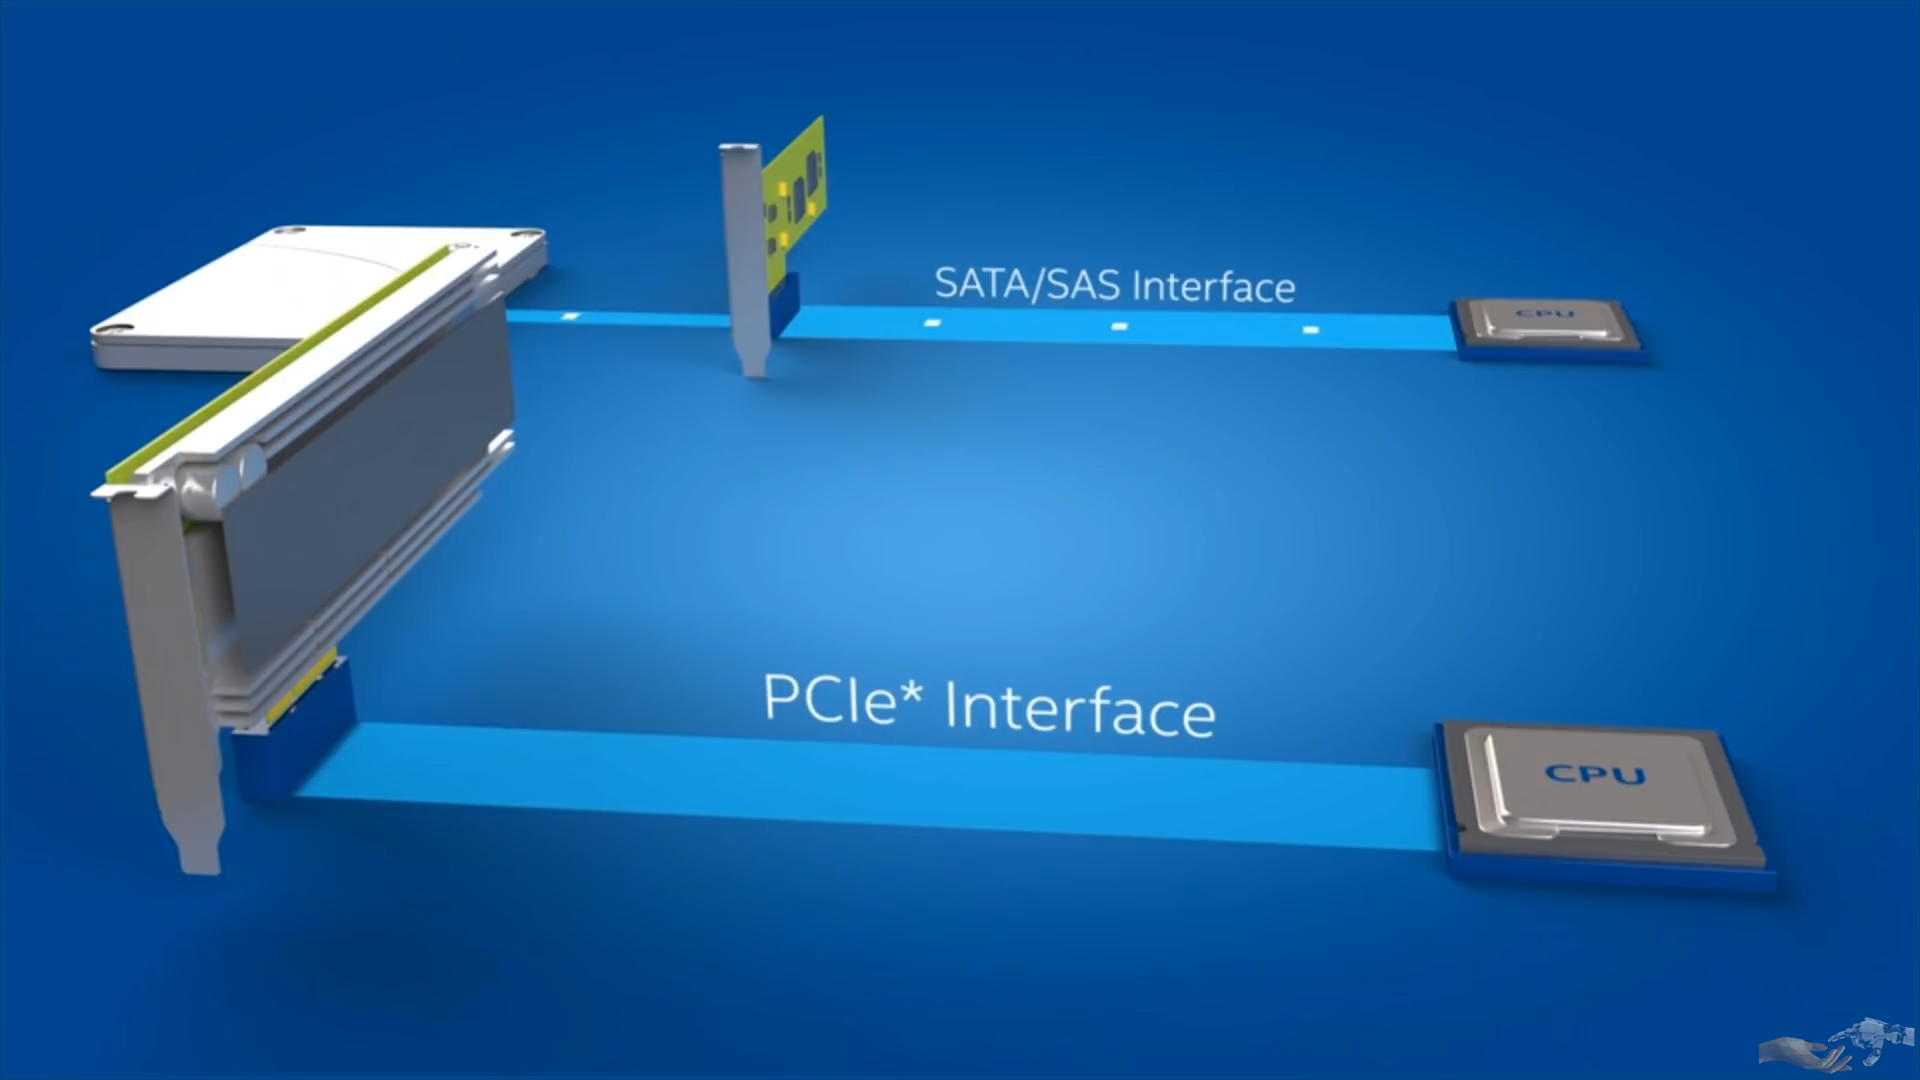 SATA/SAS Interface
CPU
PCIe* Interface
CPU